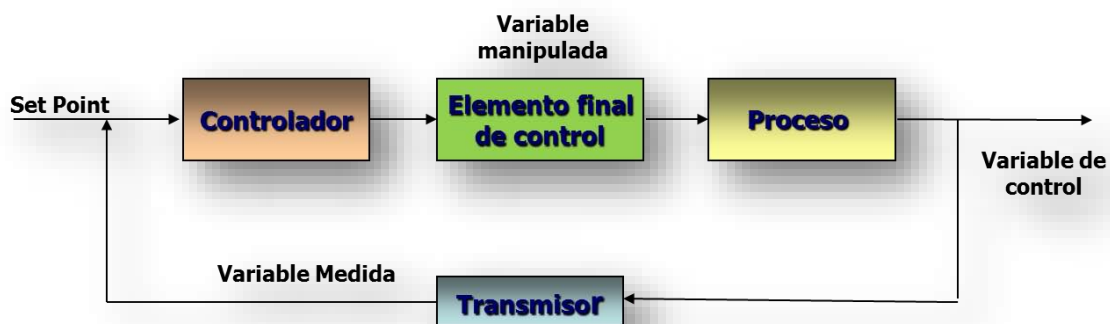 Variable
manipulada
Set Point
Controlador
Elemento final
de control
Proceso
Variable de
control
Variable Medida
Transmisor